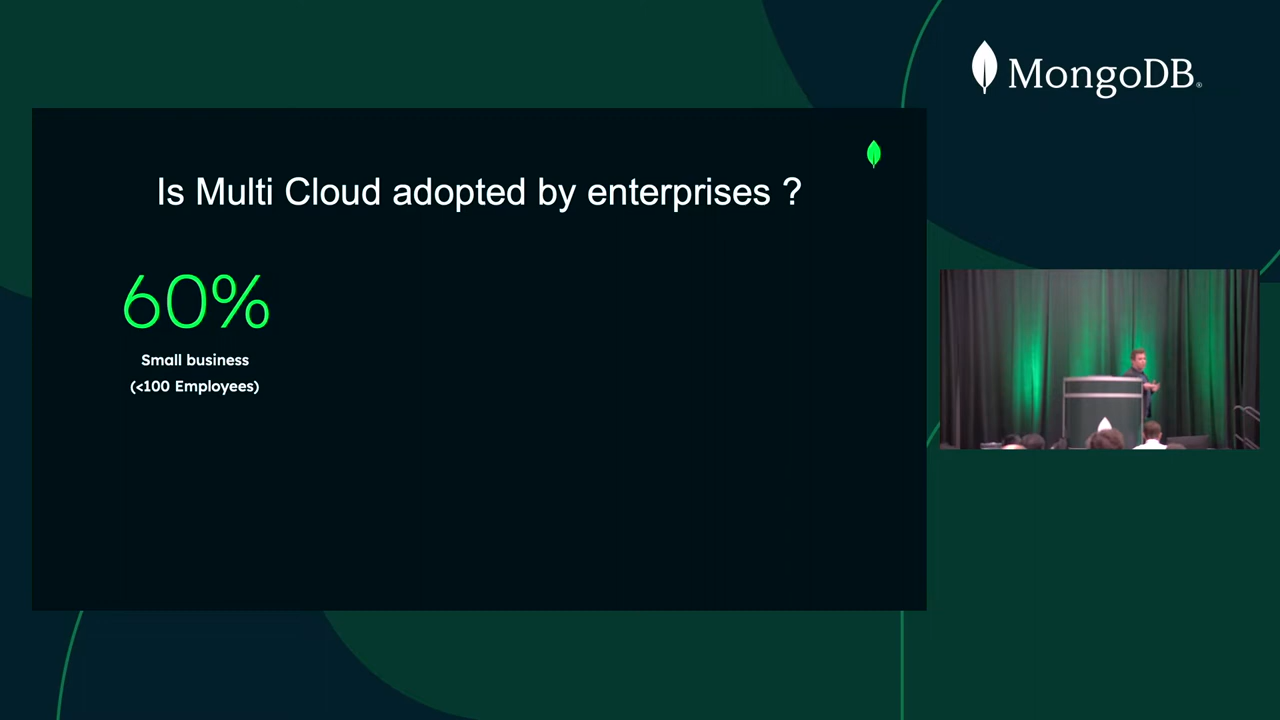 MongoDB®
Is Multi Cloud adopted by enterprises ?
60%
Small business
(<100 Employees)